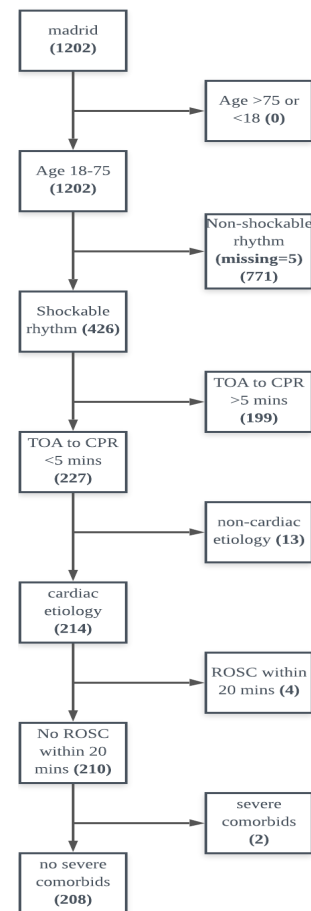 madrid
(1202)
Age >75 or
<18 (0)
Age 18-75
(1202)
Non-shockable
rhythm
(missing=5)
(771)
Shockable
rhythm (426)
TOA to CPR
>5 mins
(199)
TOA to CPR
<5 mins
(227)
non-cardiac
etiology (13)
cardiac
etiology
(214)
ROSC within
20 mins (4)
No ROSC
within 20
mins (210)
severe
comorbids
(2)
no severe
comorbids
(208)